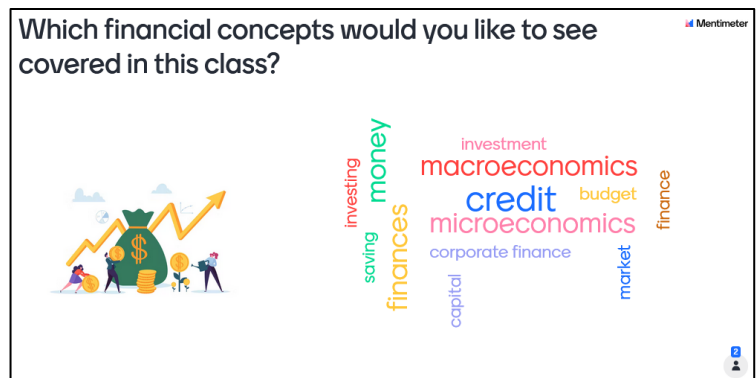 Which financial concepts would you like to see
covered in this class?
Mentimeter
investment
macroeconomics
credit
budget
microeconomics
corporate finance
money
investing
finances
saving
capital
market
finance
2